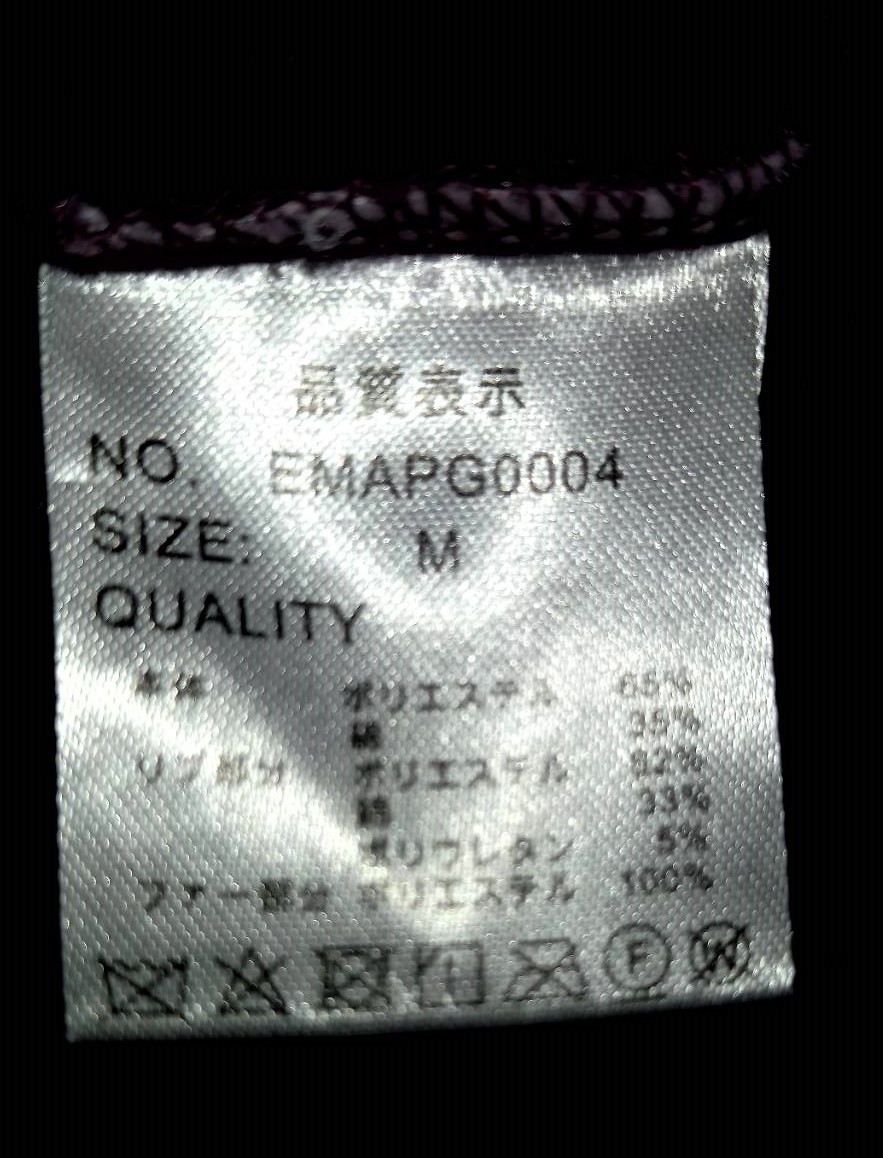 品質表示
NO. EMAPG0004
SIZE: M
QUALITY
本体 ポリエステル 65%
綿 35%
リブ部分 ポリエステル 62%
綿 33%
ポリウレタン 5%
ファー部分 ポリエステル 100%
F W